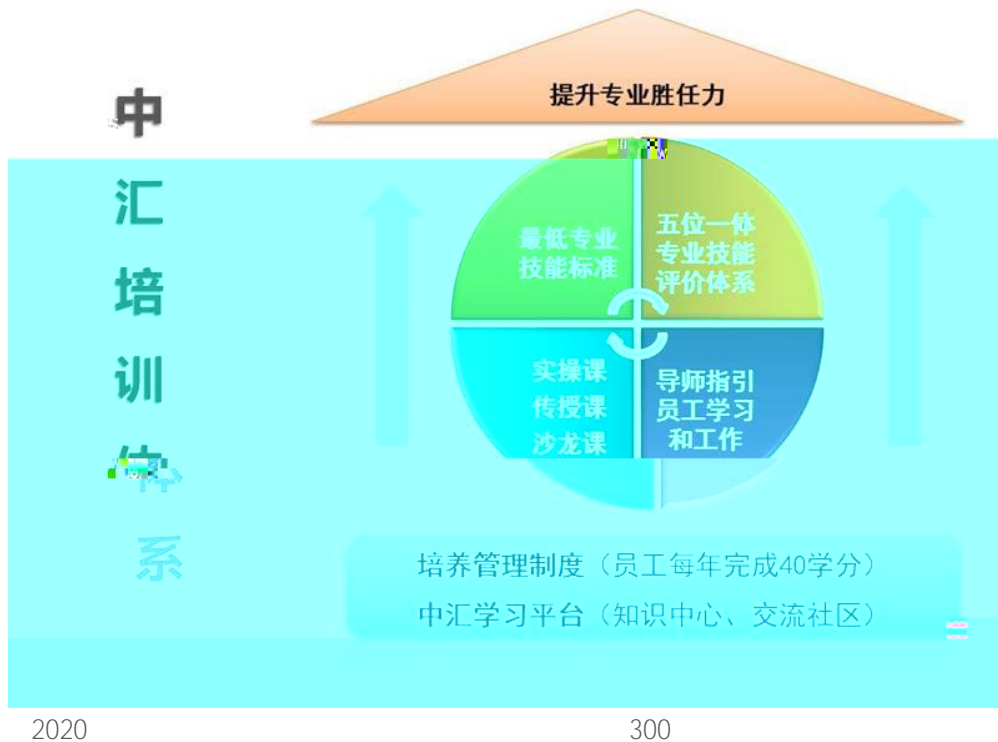 提升专业胜任力
中
汇
培
训
体
系
最低专业
技能标准
五位一体
专业技能
评价体系
实操课
传授课
沙龙课
导师指引
员工学习
和工作
培养管理制度（员工每年完成40学分）
中汇学习平台（知识中心、交流社区）
2020
300